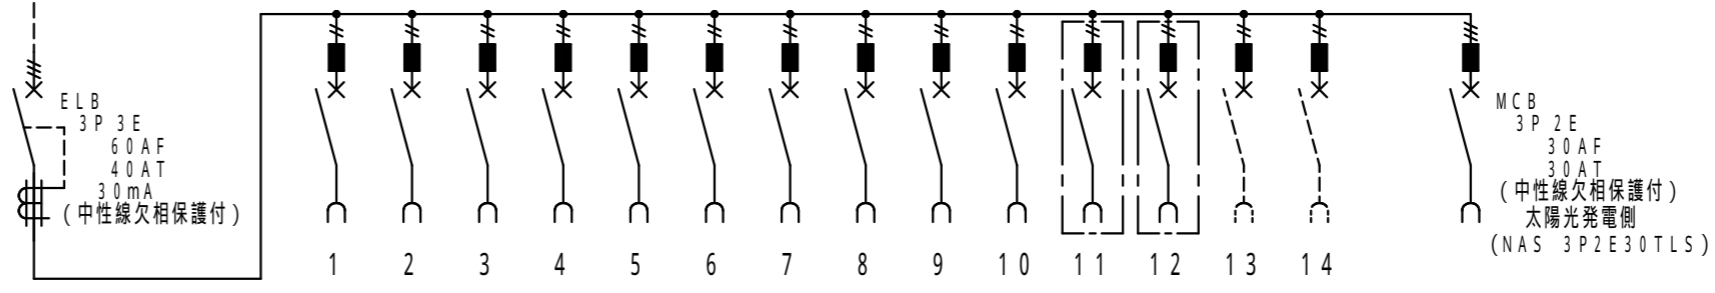 ELB
3P 3E
60AF
40AT
30mA
(中性線欠相保護付)
1 2 3 4 5 6 7 8 9 10 11 12 13 14
MCB
3P 2E
30AF
30AT
(中性線欠相保護付)
太陽光発電側
(NAS 3P2E30TLS)